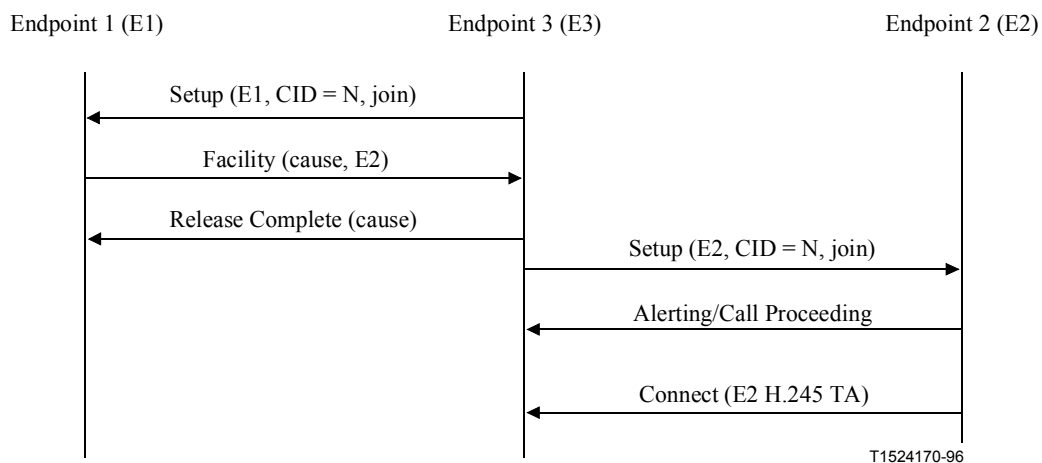 Endpoint 1 (E1)
Endpoint 3 (E3)
Endpoint 2 (E2)
Setup (E1, CID = N, join)
Facility (cause, E2)
Release Complete (cause)
Setup (E2, CID = N, join)
Alerting/Call Proceeding
Connect (E2 H.245 TA)
T1524170-96